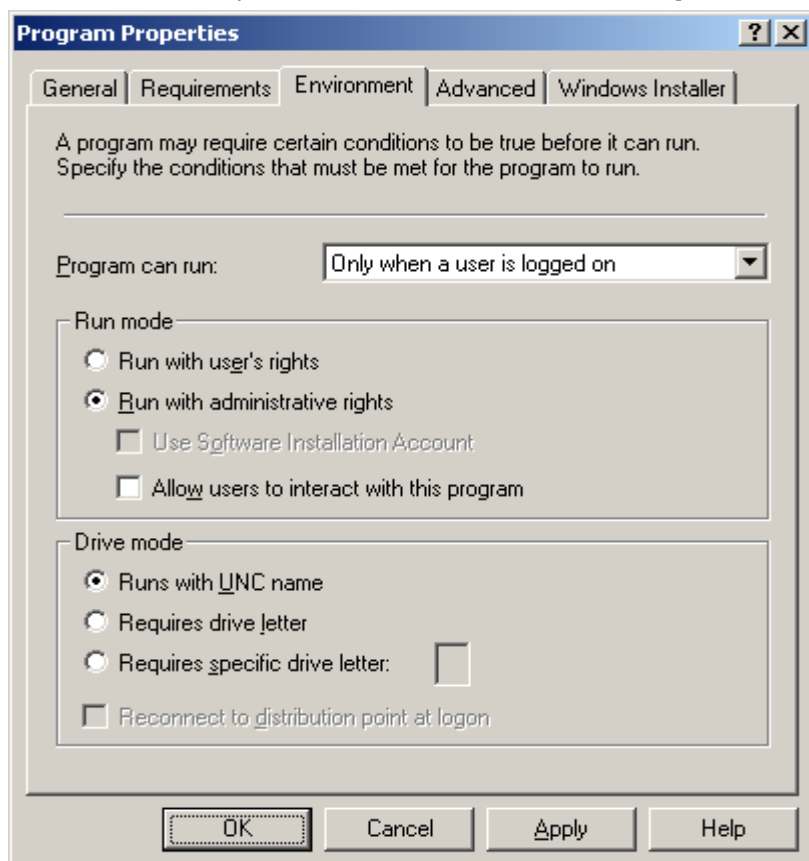 Program Properties
General Requirements Environment Advanced Windows Installer
A program may require certain conditions to be true before it can run.
Specify the conditions that must be met for the program to run.
Program can run: Only when a user is logged on
Run mode
Run with user's rights
Run with administrative rights
Use Software Installation Account
Allow users to interact with this program
Drive mode
Runs with UNC name
Requires drive letter
Requires specific drive letter:
Reconnect to distribution point at logon
OK Cancel Apply Help